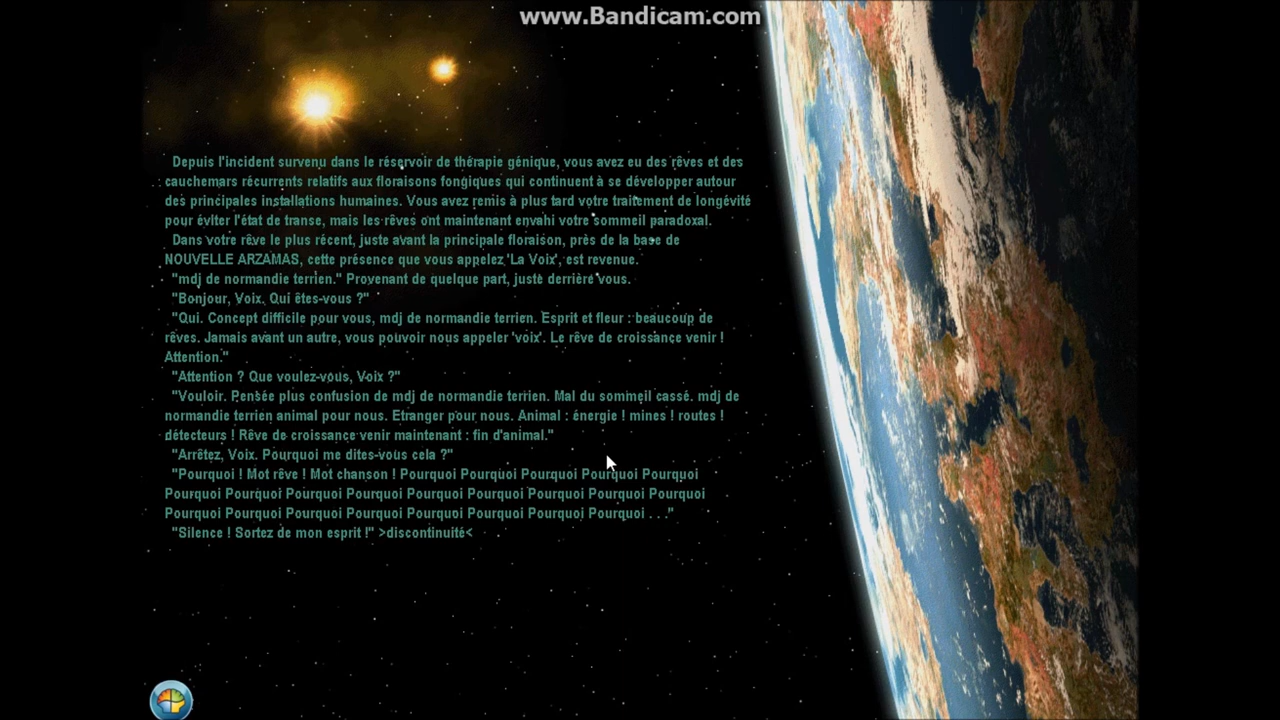 www.Bandicam.com
Depuis l'incident survenu dans le réservoir de thérapie génique, vous avez eu des rêves et des
cauchemars récurrents relatifs aux floraisons fongiques qui continuent à se développer autour
des principales installations humaines. Vous avez remis à plus tard votre traitement de longévité
pour éviter l'état de transe, mais les rêves ont maintenant envahi votre sommeil paradoxal.
Dans votre rêve le plus récent, juste avant la principale floraison, près de la base de
NOUVELLE ARZAMAS, cette présence que vous appelez 'La Voix', est revenue.
"mdj de normandie terrien." Provenant de quelque part, juste derrière vous.
"Bonjour, Voix. Qui êtes-vous ?"
"Qui. Concept difficile pour vous, mdj de normandie terrien. Esprit et fleur : beaucoup de
rêves. Jamais avant un autre, vous pouvoir nous appeler 'voix'. Le rêve de croissance venir !
Attention."
"Attention ? Que voulez-vous, Voix ?"
"Vouloir. Pensée plus confusion de mdj de normandie terrien. Mal du sommeil cassé. mdj de
normandie terrien animal pour nous. Etranger pour nous. Animal : énergie ! mines ! routes !
détecteurs ! Rêve de croissance venir maintenant : fin d'animal."
"Arrêtez, Voix. Pourquoi me dites-vous cela ?"
"Pourquoi ! Mot rêve ! Mot chanson ! Pourquoi Pourquoi Pourquoi Pourquoi Pourquoi
Pourquoi Pourquoi Pourquoi Pourquoi Pourquoi Pourquoi Pourquoi Pourquoi Pourquoi
Pourquoi Pourquoi Pourquoi Pourquoi Pourquoi Pourquoi Pourquoi Pourquoi . . ."
"Silence ! Sortez de mon esprit !" >discontinuité<